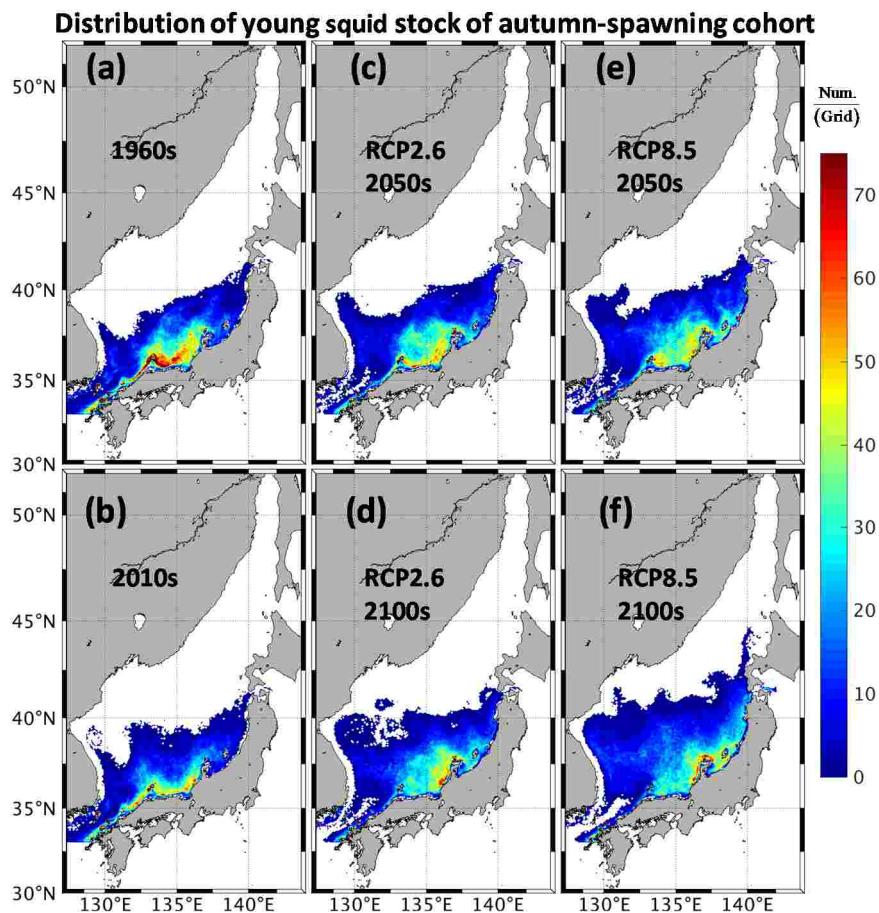 Distribution of young squid stock of autumn-spawning cohort
(a)
(c)
(e)
Num.
(Grid)
50°N
1960s
RCP2.6
2050s
RCP8.5
2050s
45°N
40°N
35°N
30°N
70
60
50
40
30
20
10
0
(b)
(d)
(f)
50°N
2010s
RCP2.6
2100s
RCP8.5
2100s
45°N
40°N
35°N
30°N
130°E 135°E 140°E 130°E 135°E 140°E 130°E 135°E 140°E